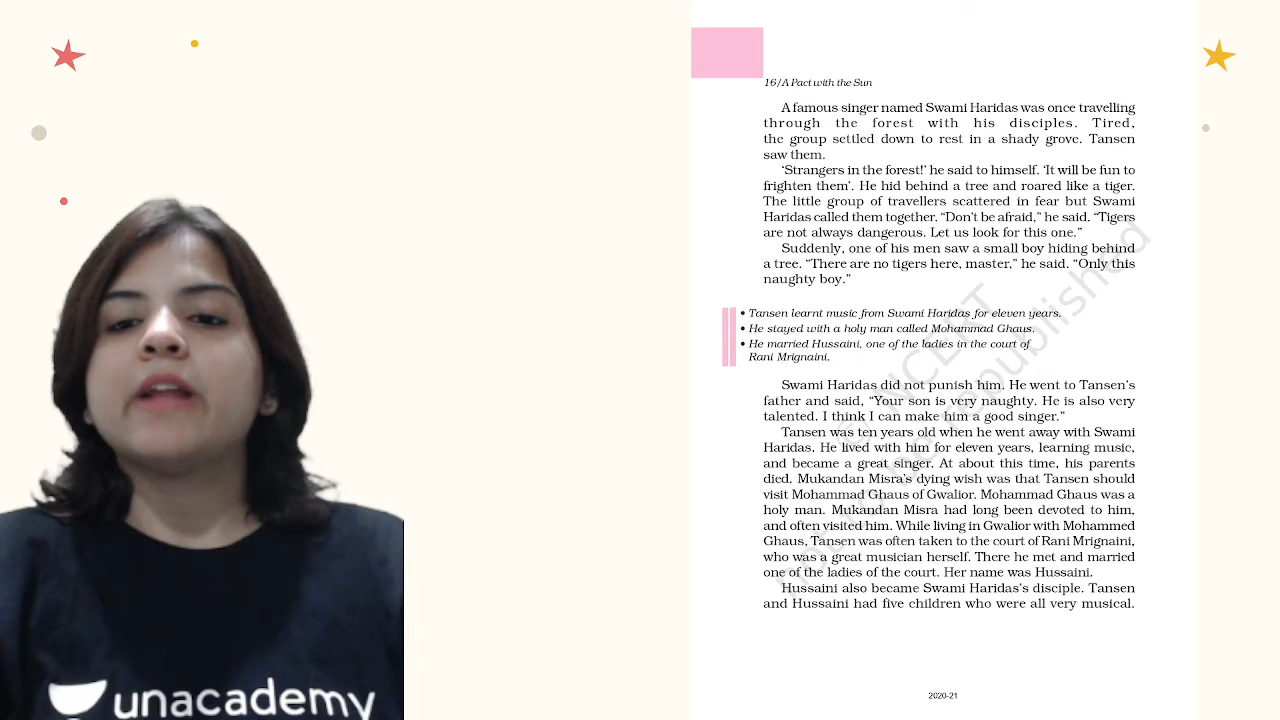 16/A Pact with the Sun
A famous singer named Swami Haridas was once travelling
through the forest with his disciples. Tired,
the group settled down to rest in a shady grove. Tansen
saw them.
‘Strangers in the forest!’ he said to himself. ‘It will be fun to
frighten them’. He hid behind a tree and roared like a tiger.
The little group of travellers scattered in fear but Swami
Haridas called them together. “Don’t be afraid,” he said. “Tigers
are not always dangerous. Let us look for this one.”
Suddenly, one of his men saw a small boy hiding behind
a tree. “There are no tigers here, master,” he said. “Only this
naughty boy.”
• Tansen learnt music from Swami Haridas for eleven years.
• He stayed with a holy man called Mohammad Ghaus.
• He married Hussaini, one of the ladies in the court of
Rani Mrignaini.
Swami Haridas did not punish him. He went to Tansen’s
father and said, “Your son is very naughty. He is also very
talented. I think I can make him a good singer.”
Tansen was ten years old when he went away with Swami
Haridas. He lived with him for eleven years, learning music,
and became a great singer. At about this time, his parents
died. Mukandan Misra’s dying wish was that Tansen should
visit Mohammad Ghaus of Gwalior. Mohammad Ghaus was a
holy man. Mukandan Misra had long been devoted to him,
and often visited him. While living in Gwalior with Mohammed
Ghaus, Tansen was often taken to the court of Rani Mrignaini,
who was a great musician herself. There he met and married
one of the ladies of the court. Her name was Hussaini.
Hussaini also became Swami Haridas’s disciple. Tansen
and Hussaini had five children who were all very musical.
2020-21
© NCERT
not to be republished
unacademy